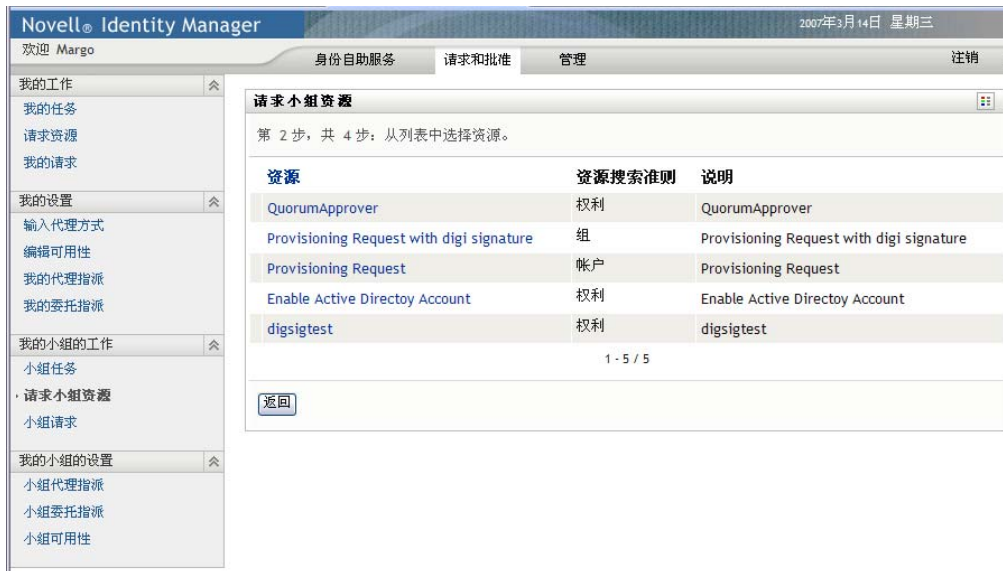 Novell® Identity Manager
2007年3月14日 星期三
欢迎 Margo
身份自助服务 请求和批准 管理 注销
我的工作
我的任务
请求资源
我的请求
我的设置
输入代理方式
编辑可用性
我的代理指派
我的委托指派
我的小组的工作
小组任务
请求小组资源
小组请求
我的小组的设置
小组代理指派
小组委托指派
小组可用性
请求小组资源
第 2 步，共 4 步：从列表中选择资源。
资源 资源搜索准则 说明
QuorumApprover 权利 QuorumApprover
Provisioning Request with digi signature 组 Provisioning Request with digi signature
Provisioning Request 帐户 Provisioning Request
Enable Active Directoy Account 权利 Enable Active Directoy Account
digsigtest 权利 digsigtest
1 - 5 / 5
返回